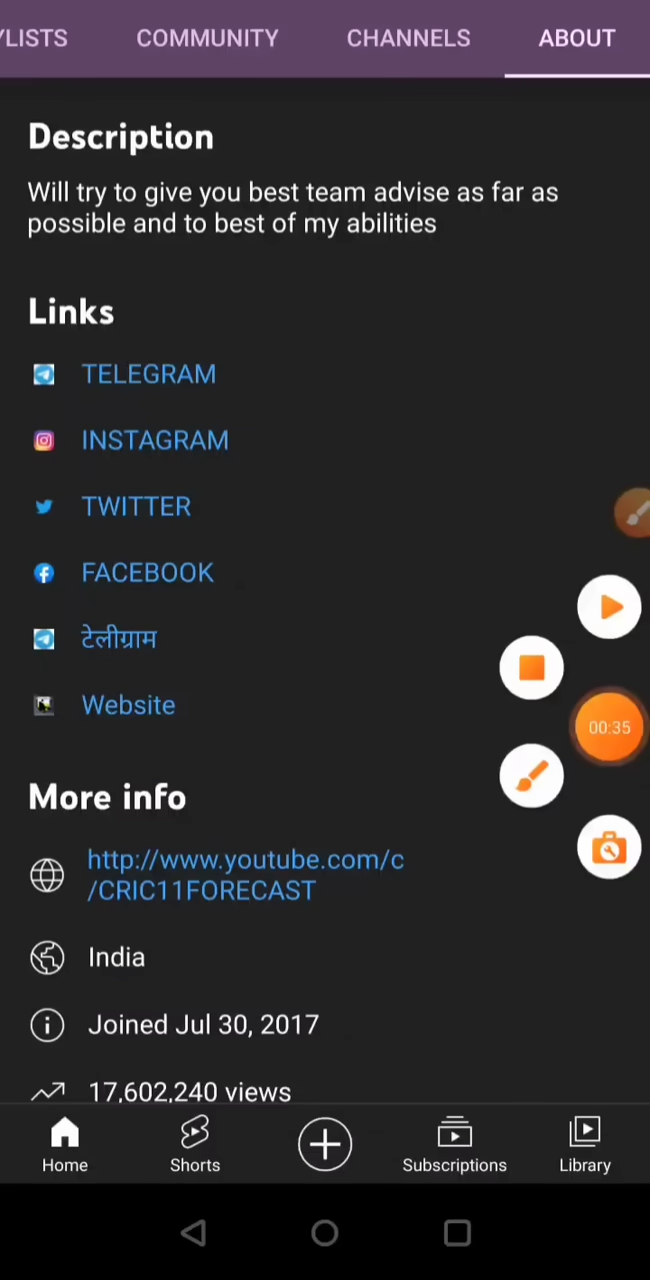 COMMUNITY CHANNELS ABOUT
Description
Will try to give you best team advise as far as
possible and to best of my abilities
Links
TELEGRAM
INSTAGRAM
TWITTER
FACEBOOK
टेलीग्राम
Website
00:35
More info
http://www.youtube.com/c
/CRIC11FORECAST
India
Joined Jul 30, 2017
17,602,240 views
Home Shorts Subscriptions Library